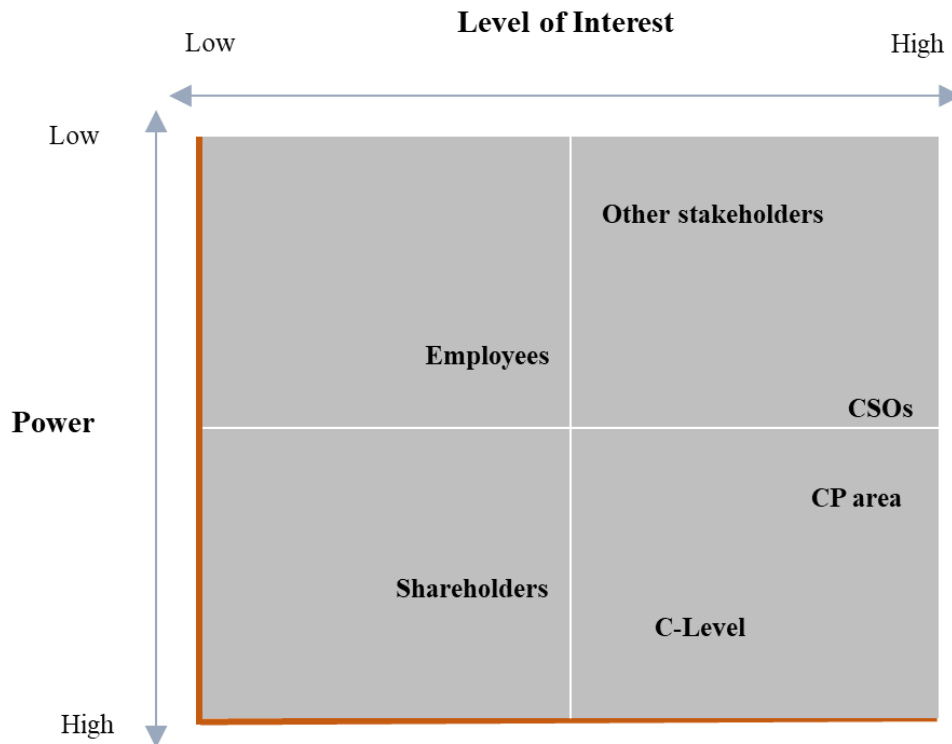 Level of Interest
Low
High
Low
Other stakeholders
Employees
CSOs
Power
CP area
Shareholders
C-Level
High